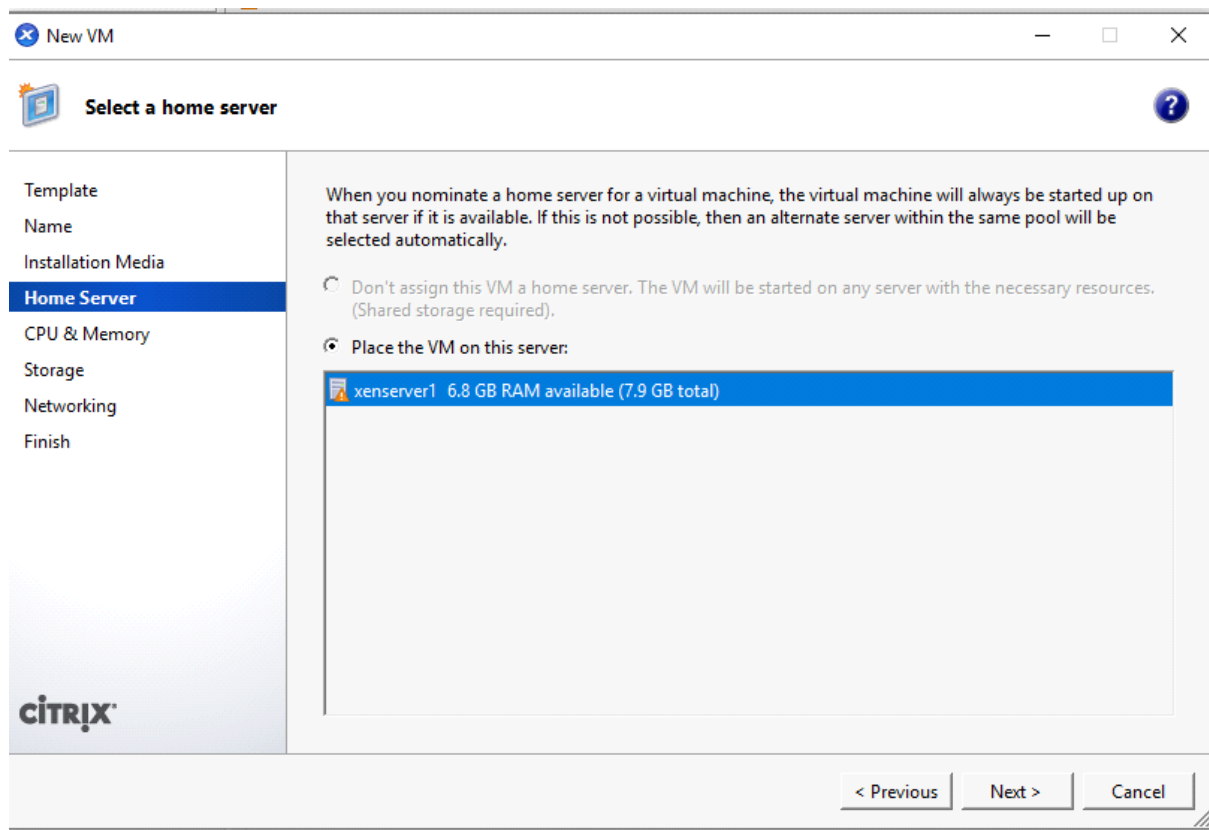 New VM
Select a home server
?
Template
Name
Installation Media
Home Server
CPU & Memory
Storage
Networking
Finish
CİTRIX
When you nominate a home server for a virtual machine, the virtual machine will always be started up on
that server if it is available. If this is not possible, then an alternate server within the same pool will be
selected automatically.
Don't assign this VM a home server. The VM will be started on any server with the necessary resources.
(Shared storage required).
Place the VM on this server:
xenserver1 6.8 GB RAM available (7.9 GB total)
< Previous
Next >
Cancel